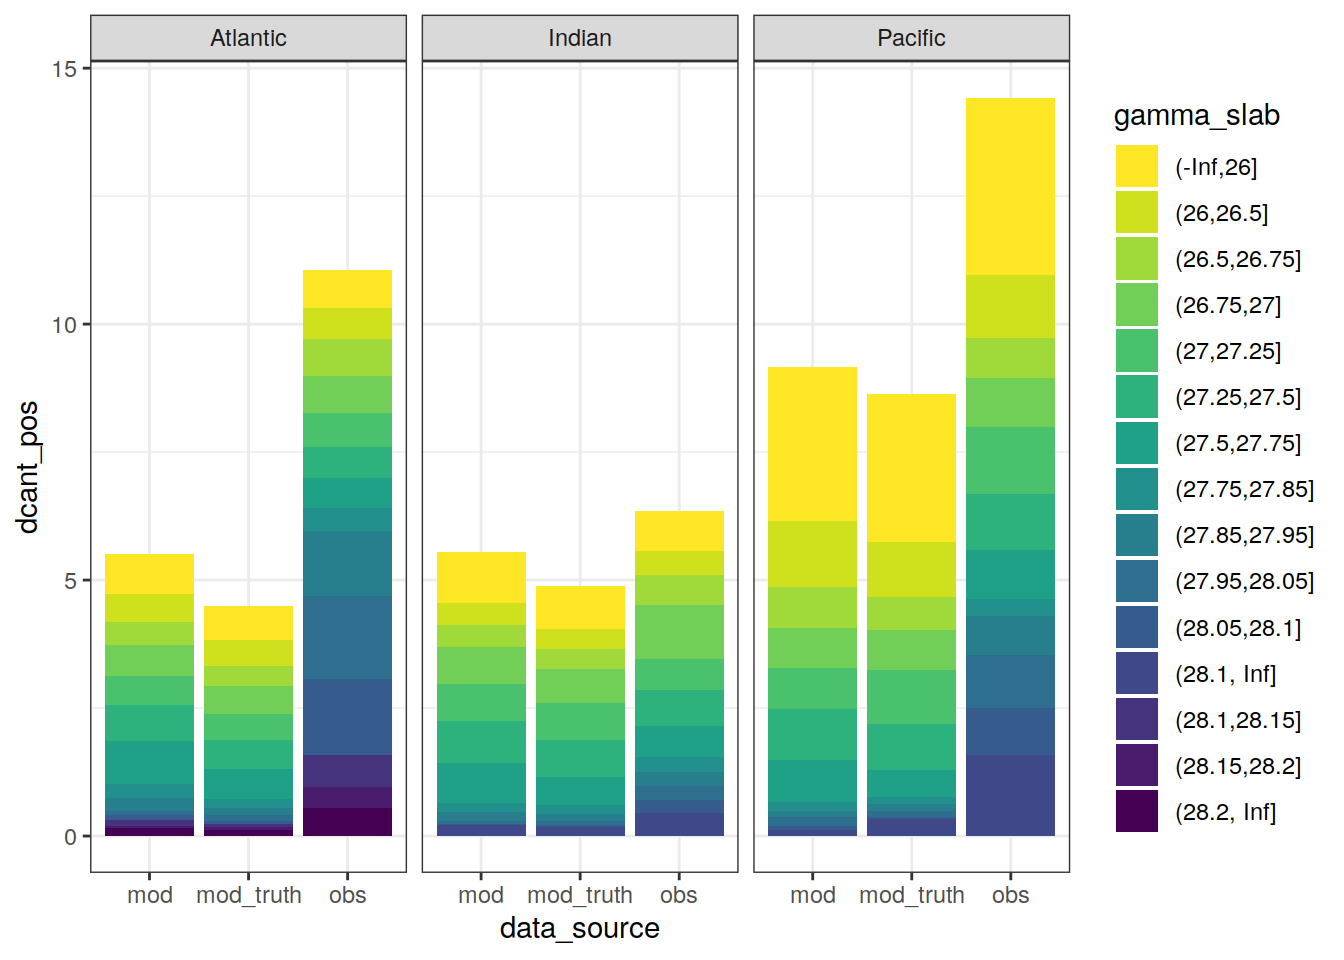 Atlantic
Indian
Pacific
15
10
5
0
dcant_pos
mod mod_truth obs
mod mod_truth obs
mod mod_truth obs
data_source
gamma_slab
(-Inf,26]
(26,26.5]
(26.5,26.75]
(26.75,27]
(27,27.25]
(27.25,27.5]
(27.5,27.75]
(27.75,27.85]
(27.85,27.95]
(27.95,28.05]
(28.05,28.1]
(28.1, Inf]
(28.1,28.15]
(28.15,28.2]
(28.2, Inf]